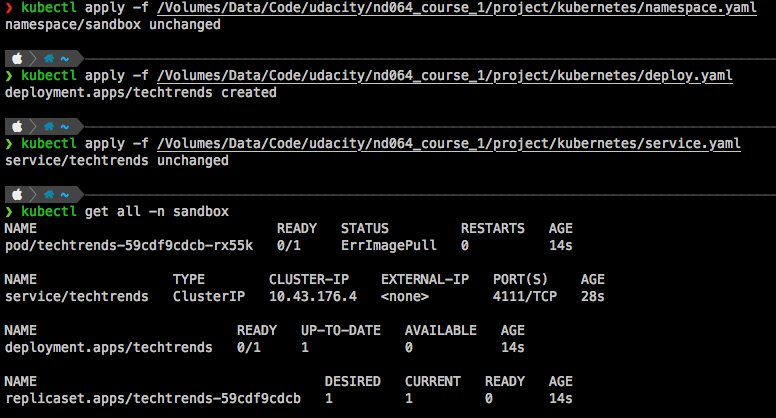 ❯ kubectl apply -f /Volumes/Data/Code/udacity/nd064_course_1/project/kubernetes/namespace.yaml
namespace/sandbox unchanged
~
❯ kubectl apply -f /Volumes/Data/Code/udacity/nd064_course_1/project/kubernetes/deploy.yaml
deployment.apps/techtrends created
~
❯ kubectl apply -f /Volumes/Data/Code/udacity/nd064_course_1/project/kubernetes/service.yaml
service/techtrends unchanged
~
❯ kubectl get all -n sandbox
NAME READY STATUS RESTARTS AGE
pod/techtrends-59cdf9cdcb-rx55k 0/1 ErrImagePull 0 14s
NAME TYPE CLUSTER-IP EXTERNAL-IP PORT(S) AGE
service/techtrends ClusterIP 10.43.176.4 <none> 4111/TCP 28s
NAME READY UP-TO-DATE AVAILABLE AGE
deployment.apps/techtrends 0/1 1 0 14s
NAME DESIRED CURRENT READY AGE
replicaset.apps/techtrends-59cdf9cdcb 1 1 0 14s